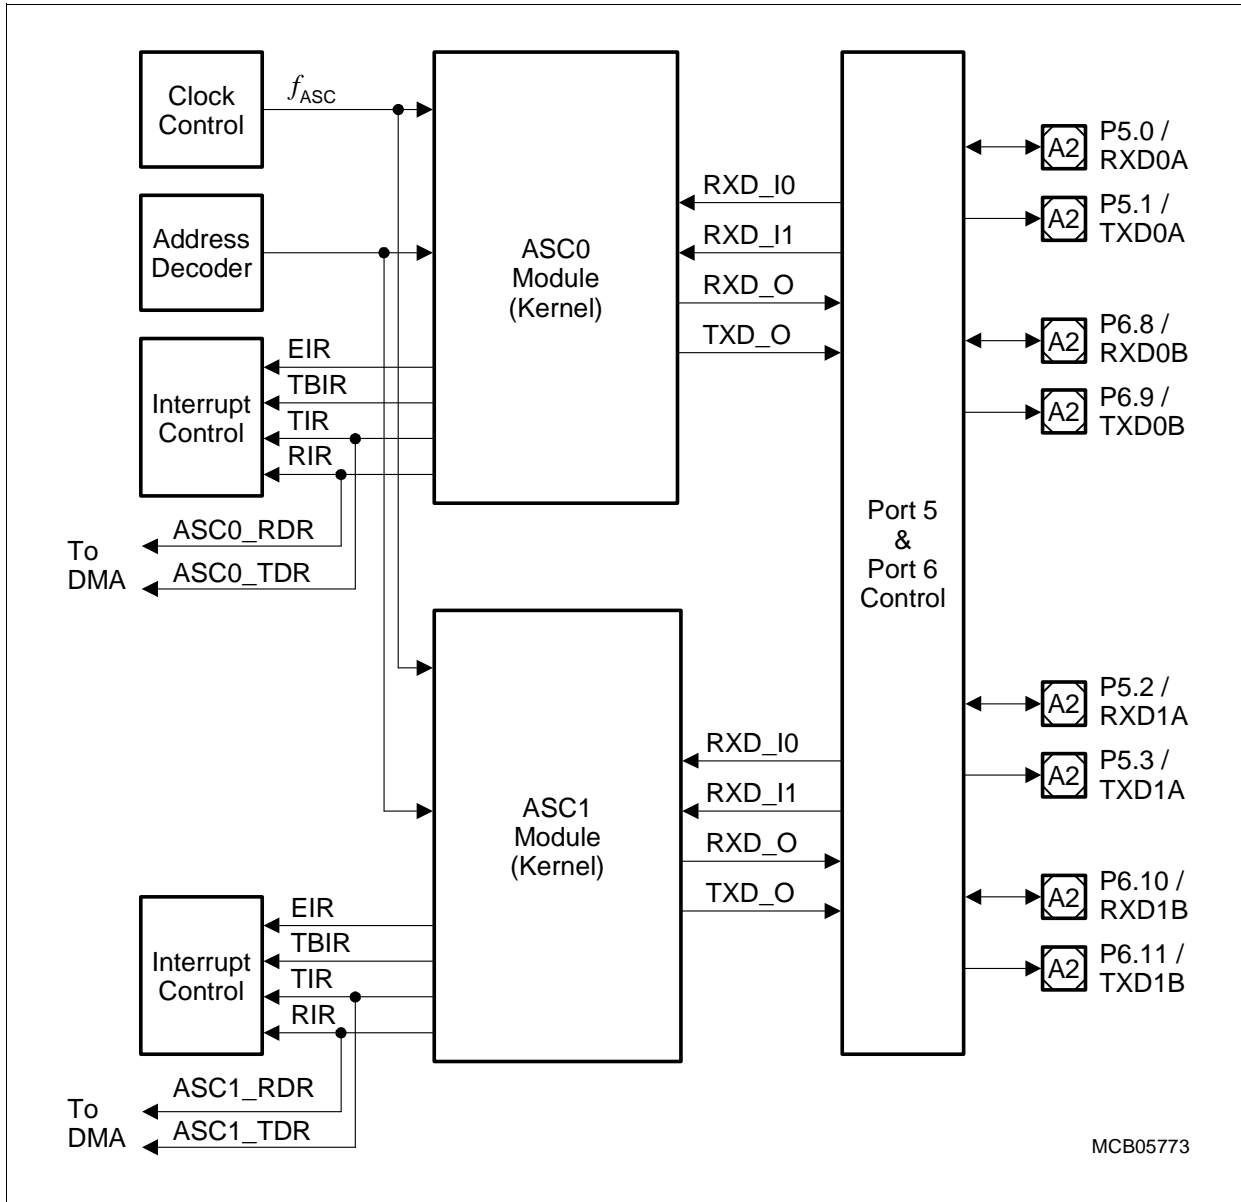 Clock
Control
fASC
Address
Decoder
Interrupt
Control
EIR
TBIR
TIR
RIR
To
DMA
ASC0_RDR
ASC0_TDR
ASC0
Module
(Kernel)
RXD_I0
RXD_I1
RXD_O
TXD_O
Port 5
&
Port 6
Control
A2
P5.0 /
RXD0A
A2
P5.1 /
TXD0A
A2
P6.8 /
RXD0B
A2
P6.9 /
TXD0B
ASC1
Module
(Kernel)
RXD_I0
RXD_I1
RXD_O
TXD_O
A2
P5.2 /
RXD1A
A2
P5.3 /
TXD1A
A2
P6.10 /
RXD1B
A2
P6.11 /
TXD1B
Interrupt
Control
EIR
TBIR
TIR
RIR
To
DMA
ASC1_RDR
ASC1_TDR
MCB05773